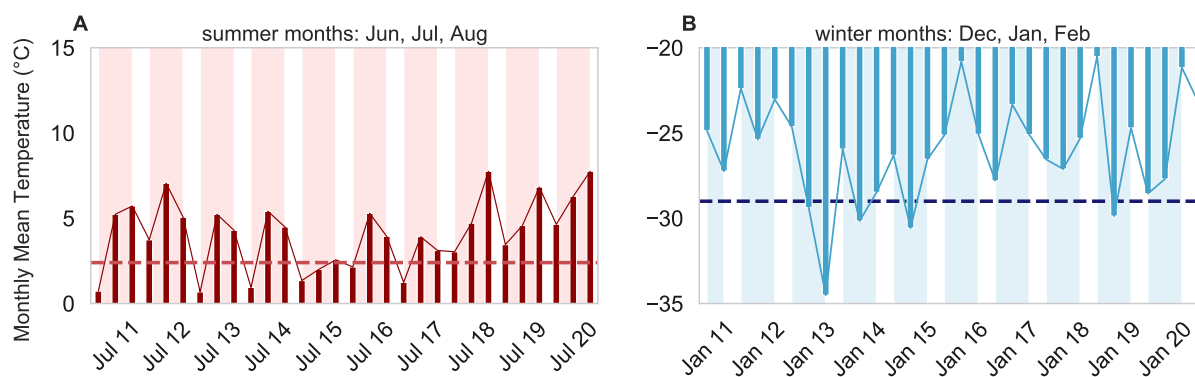 A
summer months: Jun, Jul, Aug
Monthly Mean Temperature (°C)
15
10
5
0
Jul 11
Jul 12
Jul 13
Jul 14
Jul 15
Jul 16
Jul 17
Jul 18
Jul 19
Jul 20
B
winter months: Dec, Jan, Feb
−20
−25
−30
−35
Jan 11
Jan 12
Jan 13
Jan 14
Jan 15
Jan 16
Jan 17
Jan 18
Jan 19
Jan 20